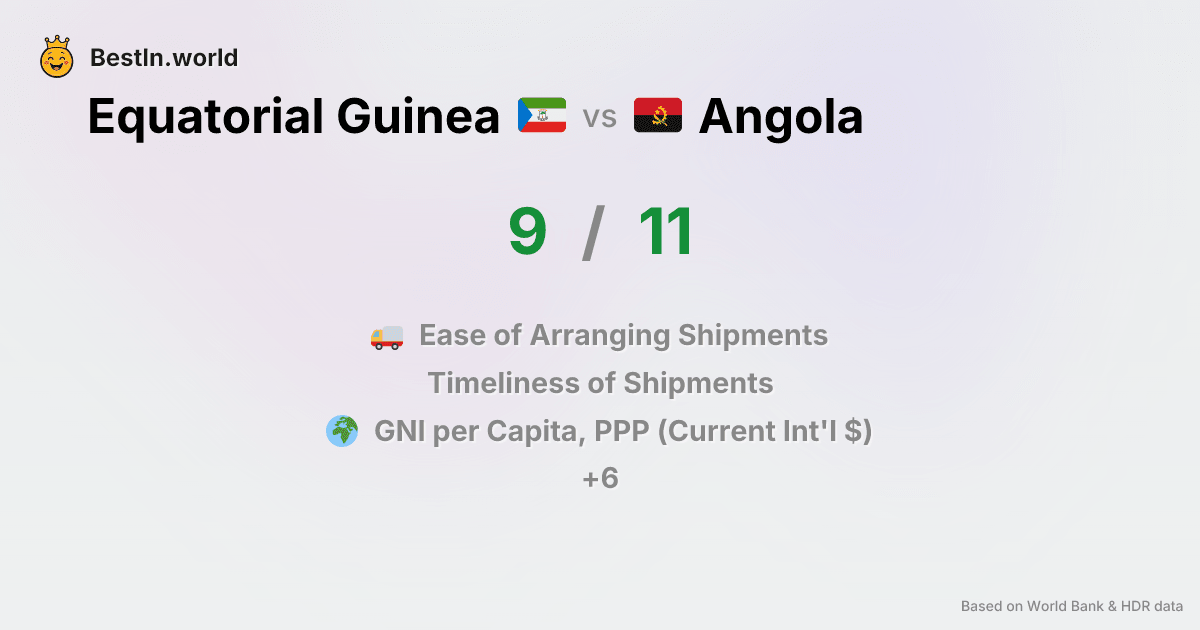 BestIn.world
Equatorial Guinea vs Angola
9 / 11
Ease of Arranging Shipments
Timeliness of Shipments
GNI per Capita, PPP (Current Int'l $)
+6
Based on World Bank & HDR data